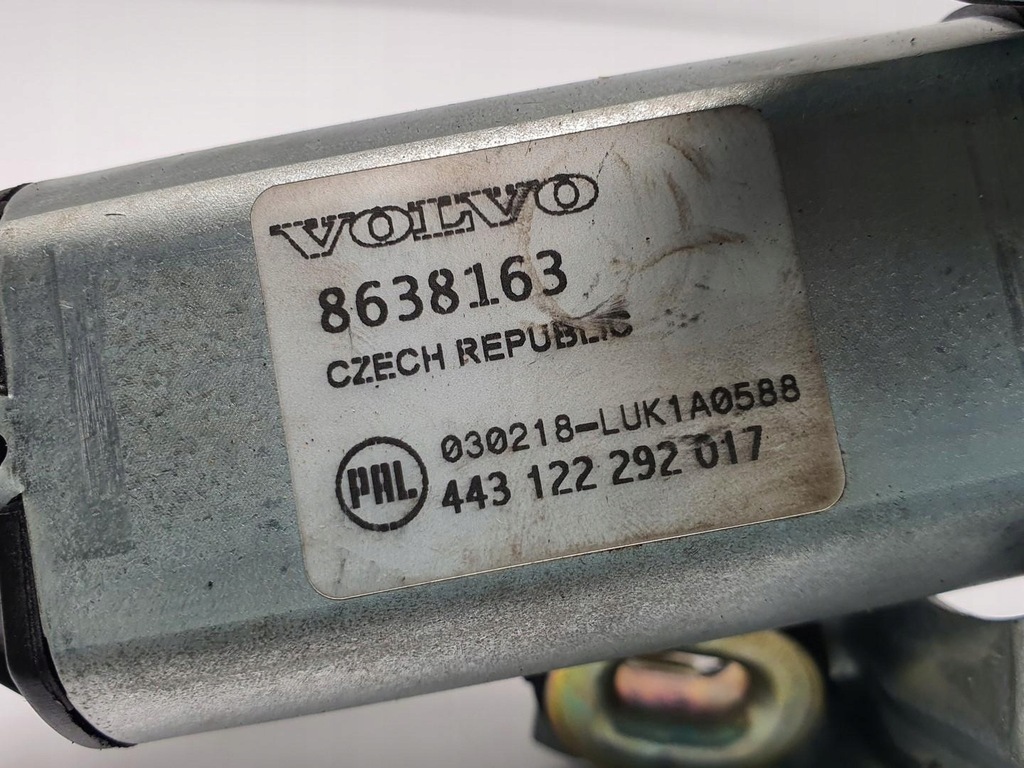 VOLVO
8638163
CZECH REPUBLIC
PAL
030218-LUK1A0588
443 122 292 017